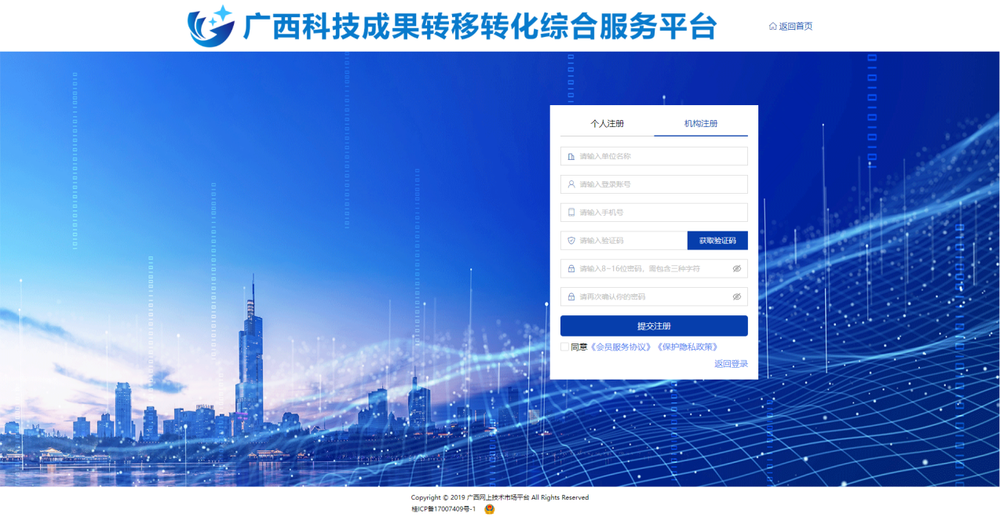 广西科技成果转移转化综合服务平台
返回首页
个人注册 机构注册
请输入单位名称
请输入登录账号
请输入手机号
请输入验证码 获取验证码
请输入8-16位密码，需包含三种字符
请再次确认你的密码
提交注册
同意《会员服务协议》《保护隐私政策》
返回登录
Copyright © 2019 广西网上技术市场平台 All Rights Reserved
桂ICP备17007409号-1